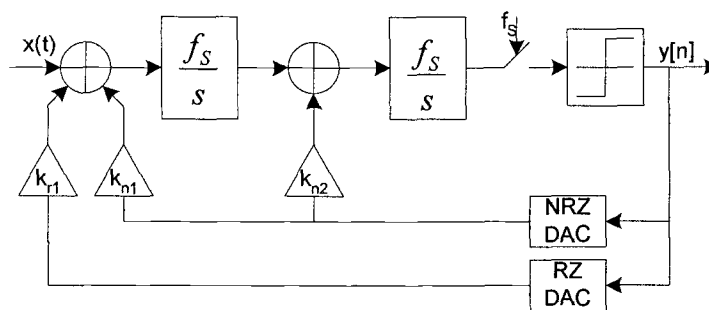 x(t)
f_S
s
f_S
s
f_S
y[n]
k_r1
k_n1
k_n2
NRZ
DAC
RZ
DAC